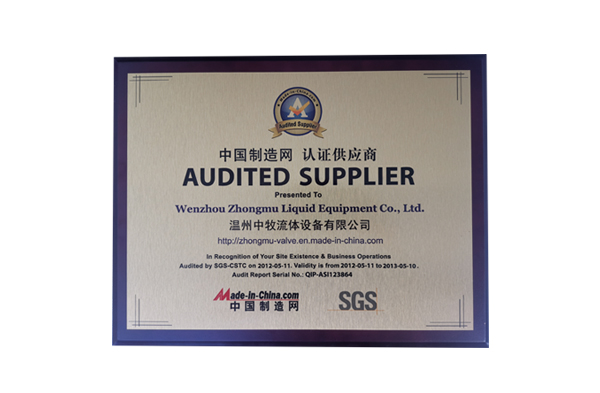 MADE-IN-CHINA.COM
Audited Supplier
中国制造网 认证供应商
AUDITED SUPPLIER
Presented To
Wenzhou Zhongmu Liquid Equipment Co., Ltd.
温州中牧流体设备有限公司
http://zhongmu-valve.en.made-in-china.com
In Recognition of Your Site Existence & Business Operations
Audited by SGS-CSTC on 2012-05-11. Validity is from 2012-05-11 to 2013-05-10.
Audit Report Serial No.: QIP-ASI123864
Made-in-China.com
中国制造网
SGS